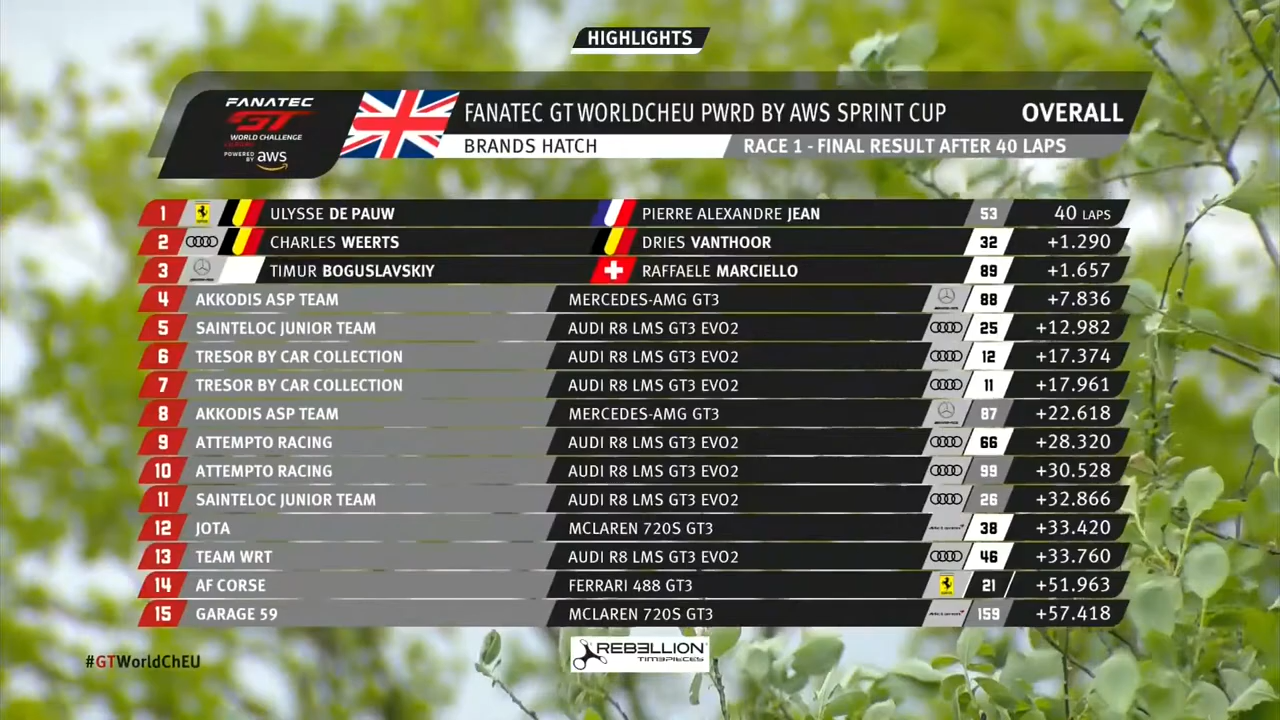 HIGHLIGHTS
FANATEC GT WORLD CHALLENGE POWERED BY aws
FANATEC GT WORLDCHEU PWRD BY AWS SPRINT CUP OVERALL
BRANDS HATCH RACE 1 - FINAL RESULT AFTER 40 LAPS
1 ULYSSE DE PAUW PIERRE ALEXANDRE JEAN 53 40 LAPS
2 CHARLES WEERTS DRIES VANTHOOR 32 +1.290
3 TIMUR BOGUSLAVSKIY RAFFAELE MARCIELLO 89 +1.657
4 AKKODIS ASP TEAM MERCEDES-AMG GT3 88 +7.836
5 SAINTELOC JUNIOR TEAM AUDI R8 LMS GT3 EVO2 25 +12.982
6 TRESOR BY CAR COLLECTION AUDI R8 LMS GT3 EVO2 12 +17.374
7 TRESOR BY CAR COLLECTION AUDI R8 LMS GT3 EVO2 11 +17.961
8 AKKODIS ASP TEAM MERCEDES-AMG GT3 87 +22.618
9 ATTEMPTO RACING AUDI R8 LMS GT3 EVO2 66 +28.320
10 ATTEMPTO RACING AUDI R8 LMS GT3 EVO2 99 +30.528
11 SAINTELOC JUNIOR TEAM AUDI R8 LMS GT3 EVO2 26 +32.866
12 JOTA MCLAREN 720S GT3 38 +33.420
13 TEAM WRT AUDI R8 LMS GT3 EVO2 46 +33.760
14 AF CORSE FERRARI 488 GT3 21 +51.963
15 GARAGE 59 MCLAREN 720S GT3 159 +57.418
REBELLION
TIMEPIECES
#GTWorldChEU